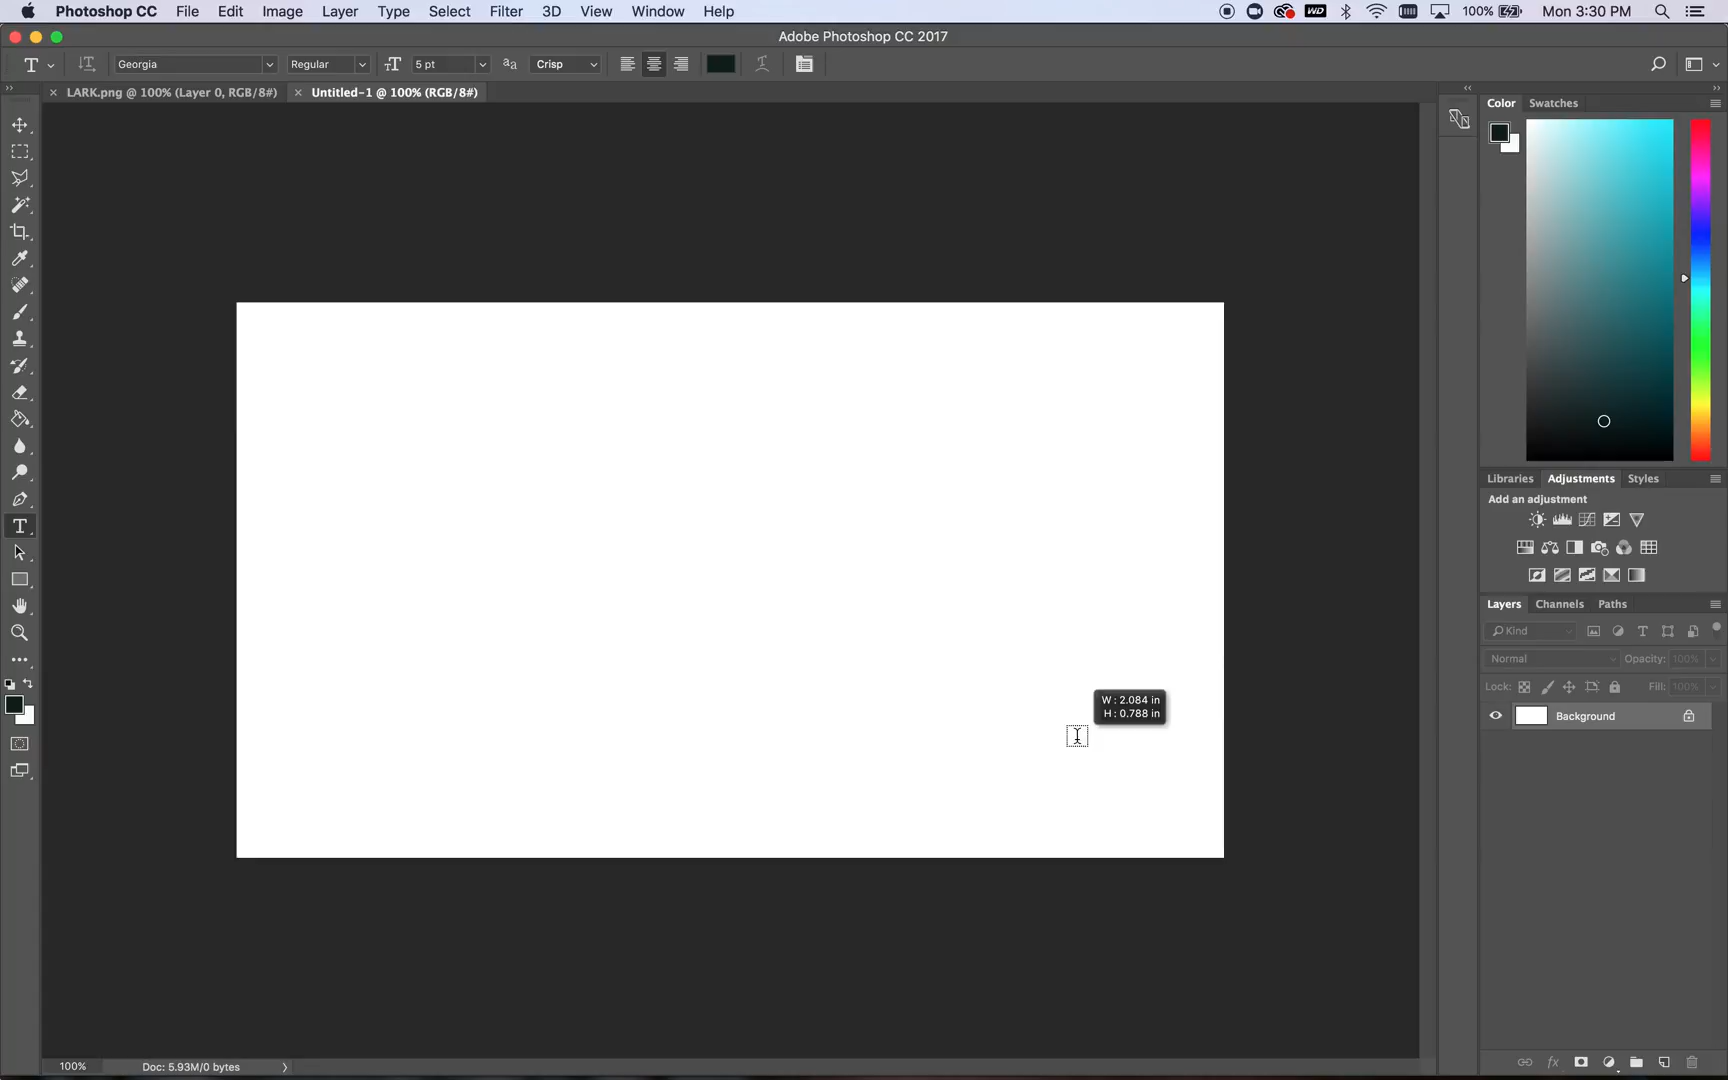 Photoshop CC File Edit Image Layer Type Select Filter 3D View Window Help 100% Mon 3:30 PM
Adobe Photoshop CC 2017
Georgia Regular 5 pt Crisp
LARK.png @ 100% (Layer 0, RGB/8#) Untitled-1 @ 100% (RGB/8#)
Color Swatches
Libraries Adjustments Styles
Add an adjustment
Layers Channels Paths
Kind
Normal Opacity: 100%
Lock: Fill: 100%
W : 2.084 in
H : 0.788 in
Background
100% Doc: 5.93M/0 bytes